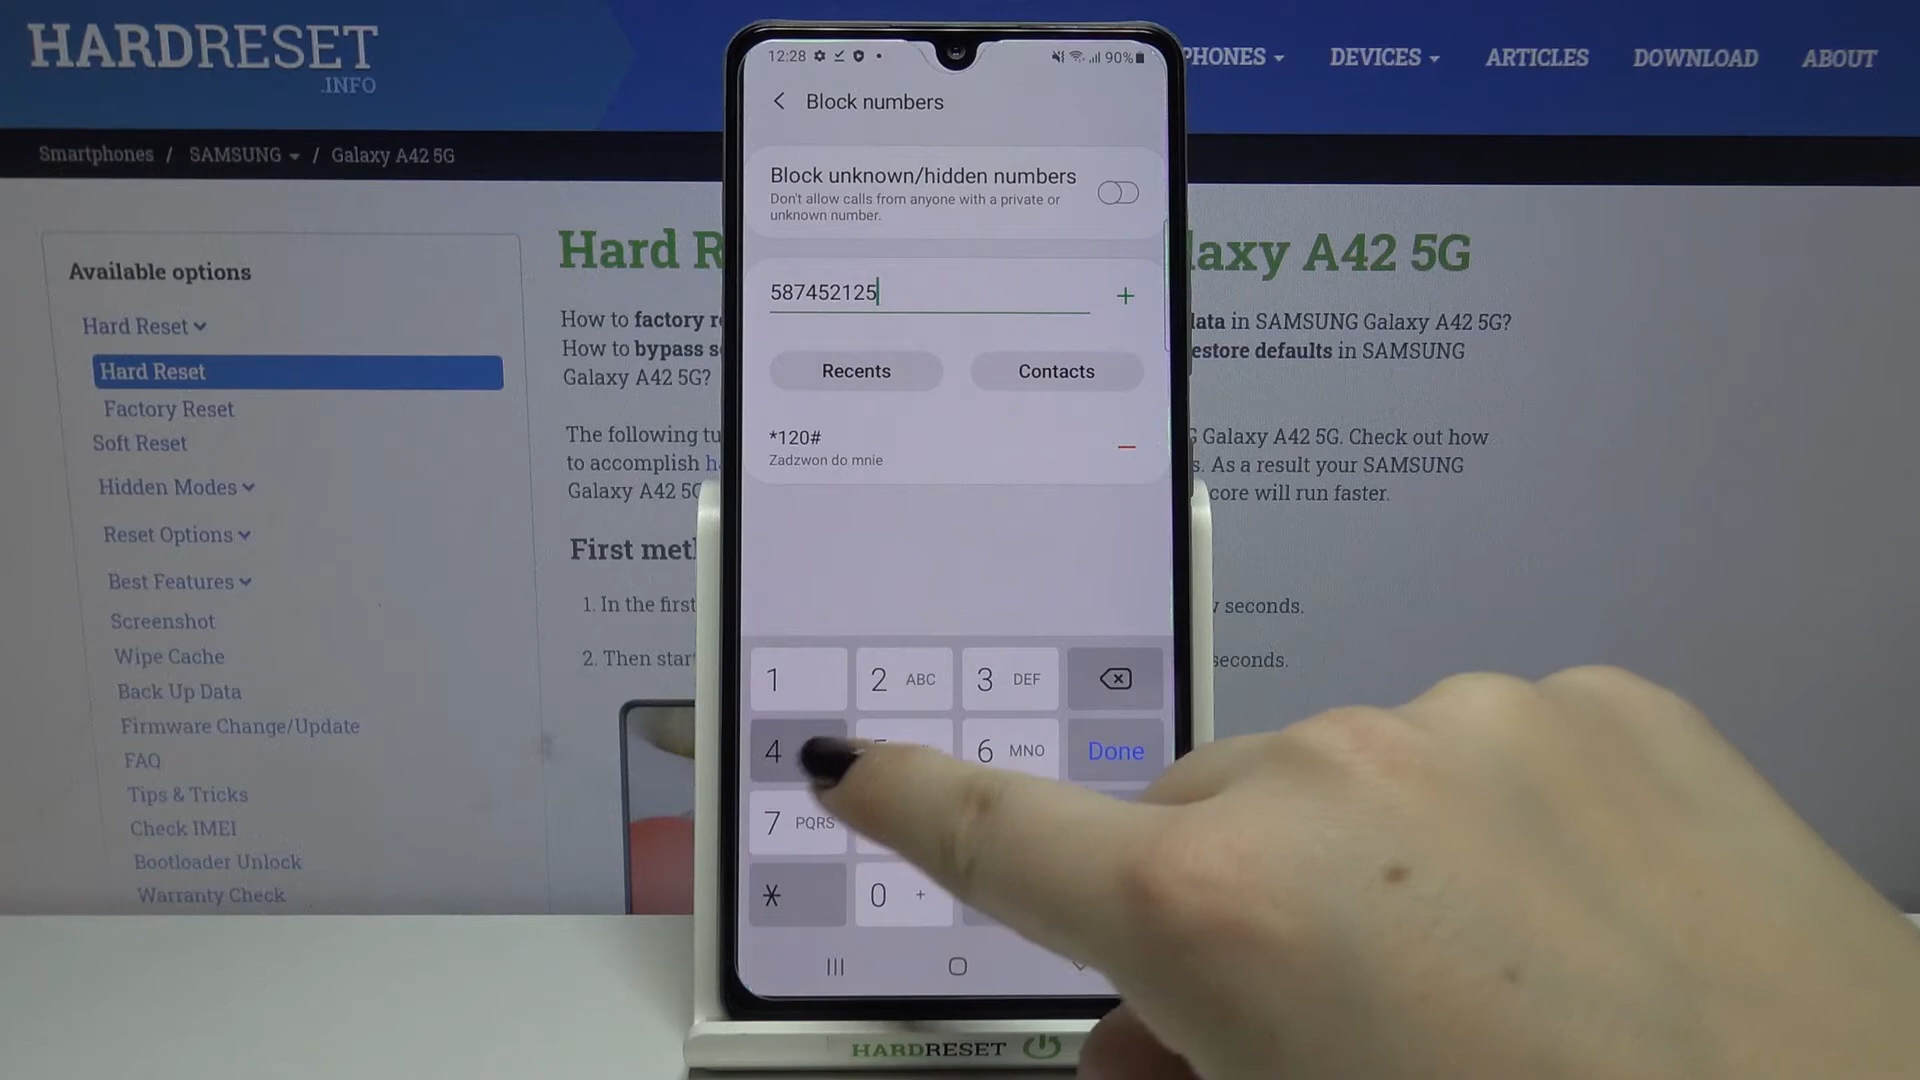 HARDRESET
.INFO
PHONES
DEVICES
ARTICLES
DOWNLOAD
ABOUT
Smartphones / SAMSUNG / Galaxy A42 5G
Available options
Hard Reset
Hard Reset
Factory Reset
Soft Reset
Hidden Modes
Reset Options
Best Features
Screenshot
Wipe Cache
Back Up Data
Firmware Change/Update
FAQ
Tips & Tricks
Check IMEI
Bootloader Unlock
Warranty Check
Hard R
alaxy A42 5G
How to factory r
data in SAMSUNG Galaxy A42 5G?
How to bypass s
restore defaults in SAMSUNG
Galaxy A42 5G?
The following tu
G Galaxy A42 5G. Check out how
to accomplish h
s. As a result your SAMSUNG
Galaxy A42 5G
core will run faster.
First met
1. In the first
seconds.
2. Then star
seconds.
12:28
90%
Block numbers
Block unknown/hidden numbers
Don't allow calls from anyone with a private or
unknown number.
587452125
+
Recents
Contacts
*120#
Zadzwon do mnie
1
2 ABC
3 DEF
4
6 MNO
Done
7 PQRS
*
0 +
HARDRESET